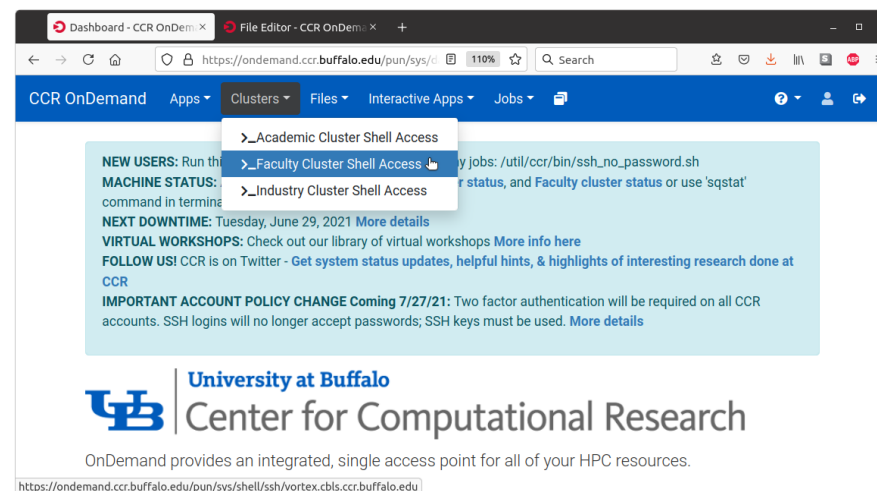 Dashboard - CCR OnDem
File Editor - CCR OnDema
https://ondemand.ccr.buffalo.edu/pun/sys/d
110%
Search
CCR OnDemand
Apps
Clusters
Files
Interactive Apps
Jobs
>_Academic Cluster Shell Access
>_Faculty Cluster Shell Access
>_Industry Cluster Shell Access
NEW USERS: Run thi y jobs: /util/ccr/bin/ssh_no_password.sh
MACHINE STATUS: r status, and Faculty cluster status or use 'sqstat'
command in termina
NEXT DOWNTIME: Tuesday, June 29, 2021 More details
VIRTUAL WORKSHOPS: Check out our library of virtual workshops More info here
FOLLOW US! CCR is on Twitter - Get system status updates, helpful hints, & highlights of interesting research done at
CCR
IMPORTANT ACCOUNT POLICY CHANGE Coming 7/27/21: Two factor authentication will be required on all CCR
accounts. SSH logins will no longer accept passwords; SSH keys must be used. More details
UB
University at Buffalo
Center for Computational Research
OnDemand provides an integrated, single access point for all of your HPC resources.
https://ondemand.ccr.buffalo.edu/pun/sys/shell/ssh/vortex.cbls.ccr.buffalo.edu